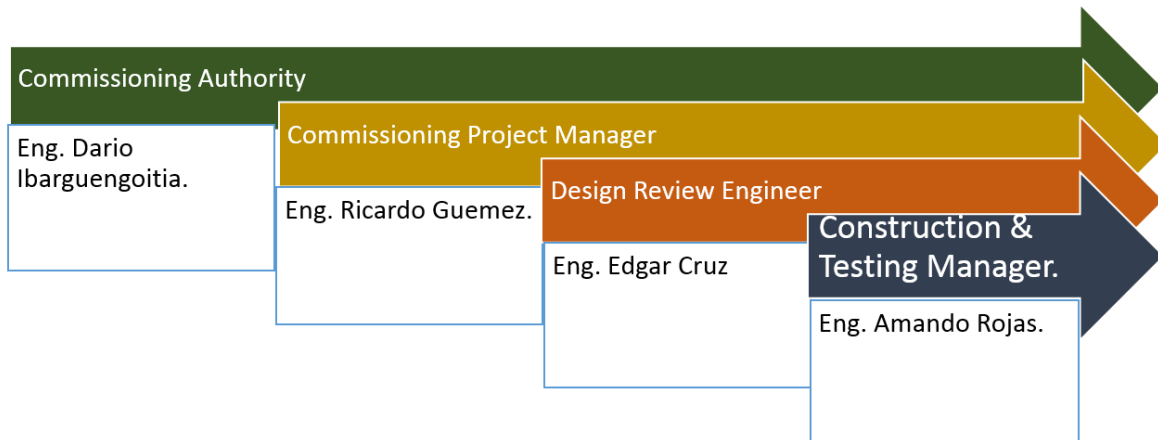 Commissioning Authority
Eng. Dario
Ibarguengoitia.
Commissioning Project Manager
Eng. Ricardo Guemez.
Design Review Engineer
Eng. Edgar Cruz
Construction &
Testing Manager.
Eng. Amando Rojas.